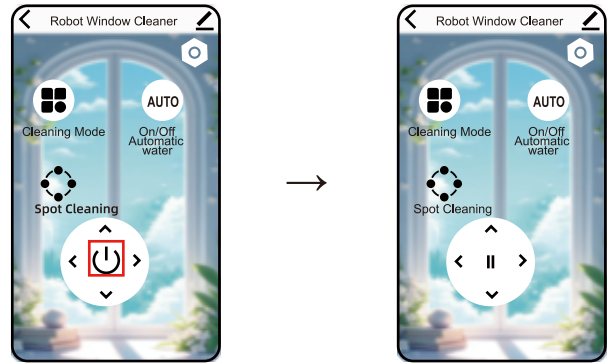 Robot Window Cleaner
AUTO
Cleaning Mode
On/Off
Automatic
water
Spot Cleaning
→
Robot Window Cleaner
AUTO
Cleaning Mode
On/Off
Automatic
water
Spot Cleaning